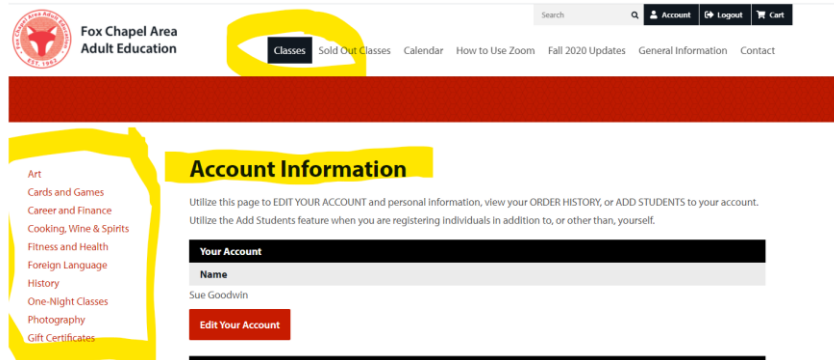 Fox Chapel Area
Adult Education
Fox Chapel Area Adult Education
EST. 1963
Search
Account
Logout
Cart
Classes
Sold Out Classes
Calendar
How to Use Zoom
Fall 2020 Updates
General Information
Contact
Art
Cards and Games
Career and Finance
Cooking, Wine & Spirits
Fitness and Health
Foreign Language
History
One-Night Classes
Photography
Gift Certificates
Account Information
Utilize this page to EDIT YOUR ACCOUNT and personal information, view your ORDER HISTORY, or ADD STUDENTS to your account.
Utilize the Add Students feature when you are registering individuals in addition to, or other than, yourself.
Your Account
Name
Sue Goodwin
Edit Your Account